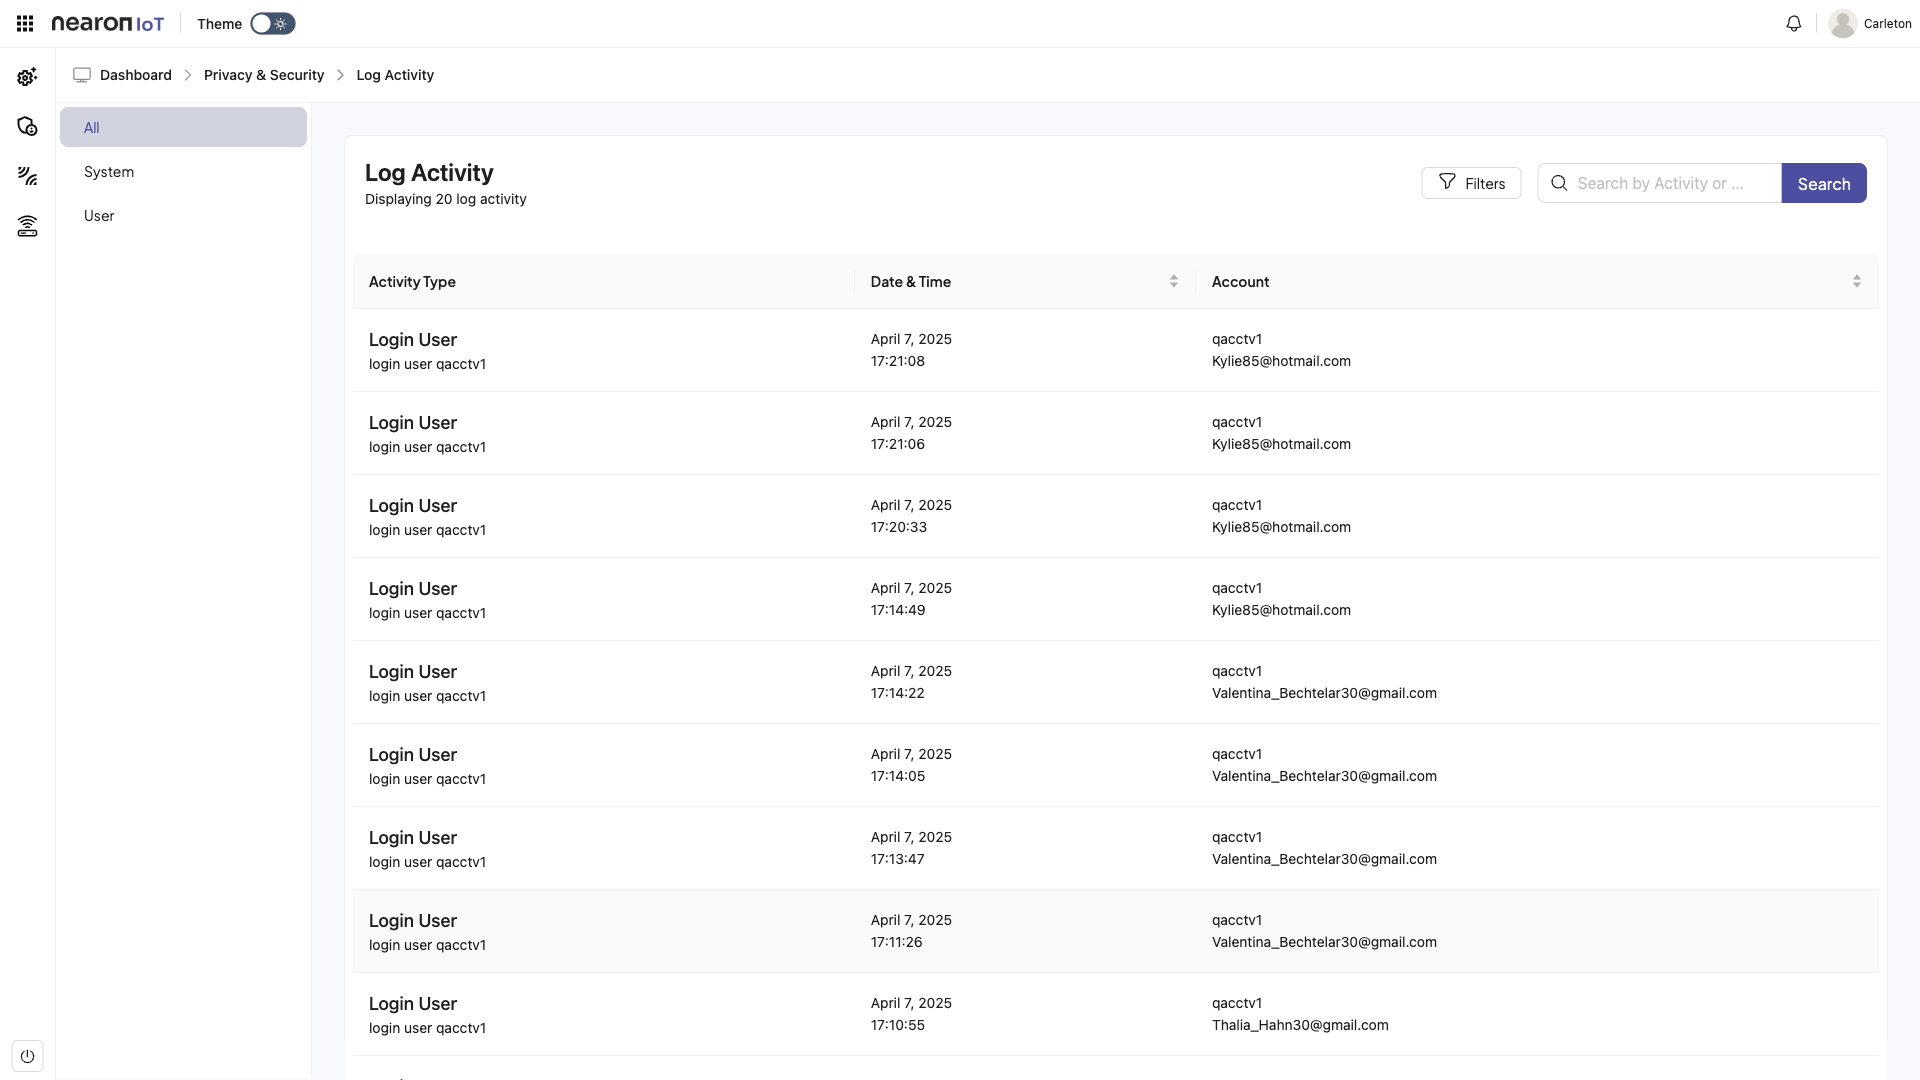 nearon IoT
Theme
Carleton
Dashboard
Privacy & Security
Log Activity
All
System
User
Log Activity
Displaying 20 log activity
Filters
Search by Activity or ...
Search
Activity Type
Date & Time
Account
Login User
login user qacctv1
April 7, 2025
17:21:08
qacctv1
Kylie85@hotmail.com
Login User
login user qacctv1
April 7, 2025
17:21:06
qacctv1
Kylie85@hotmail.com
Login User
login user qacctv1
April 7, 2025
17:20:33
qacctv1
Kylie85@hotmail.com
Login User
login user qacctv1
April 7, 2025
17:14:49
qacctv1
Kylie85@hotmail.com
Login User
login user qacctv1
April 7, 2025
17:14:22
qacctv1
Valentina_Bechtelar30@gmail.com
Login User
login user qacctv1
April 7, 2025
17:14:05
qacctv1
Valentina_Bechtelar30@gmail.com
Login User
login user qacctv1
April 7, 2025
17:13:47
qacctv1
Valentina_Bechtelar30@gmail.com
Login User
login user qacctv1
April 7, 2025
17:11:26
qacctv1
Valentina_Bechtelar30@gmail.com
Login User
login user qacctv1
April 7, 2025
17:10:55
qacctv1
Thalia_Hahn30@gmail.com